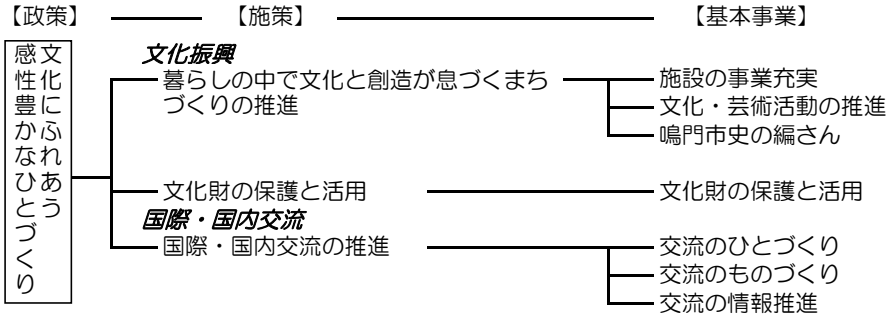 【政策】 【施策】 【基本事業】
文化にふれあう
感性豊かなひとづくり
文化振興
暮らしの中で文化と創造が息づくまち
づくりの推進
施設の事業充実
文化・芸術活動の推進
鳴門市史の編さん
文化財の保護と活用
文化財の保護と活用
国際・国内交流
国際・国内交流の推進
交流のひとづくり
交流のものづくり
交流の情報推進